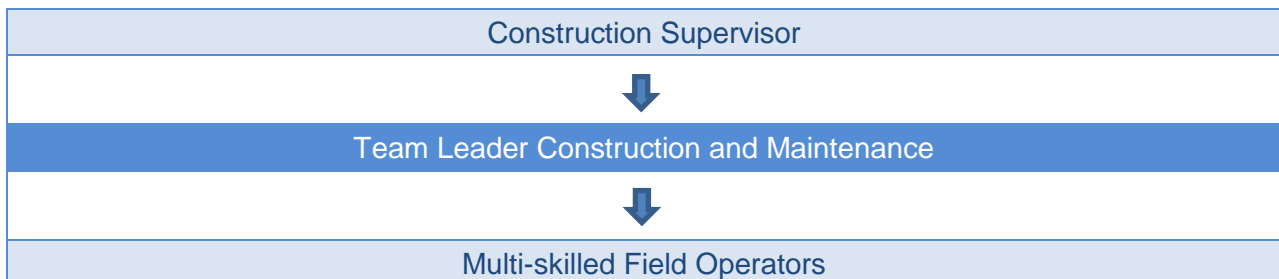 Construction Supervisor
Team Leader Construction and Maintenance
Multi-skilled Field Operators